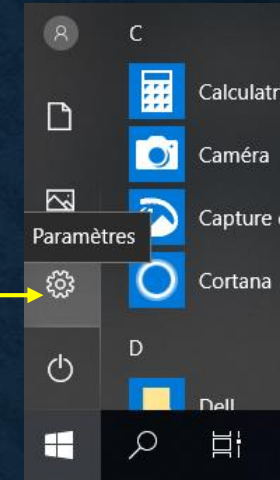 C
Calculatr
Caméra
Capture
Paramètres
Cortana
D
Dell